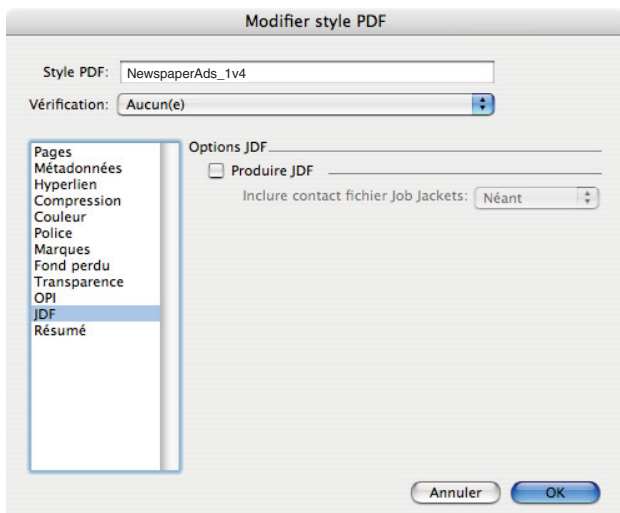 Modifier style PDF
Style PDF: NewspaperAds_1v4
Vérification: Aucun(e)
Pages
Métadonnées
Hyperlien
Compression
Couleur
Police
Marques
Fond perdu
Transparence
OPI
JDF
Résumé
Options JDF
Produire JDF
Inclure contact fichier Job Jackets: Néant
Annuler OK